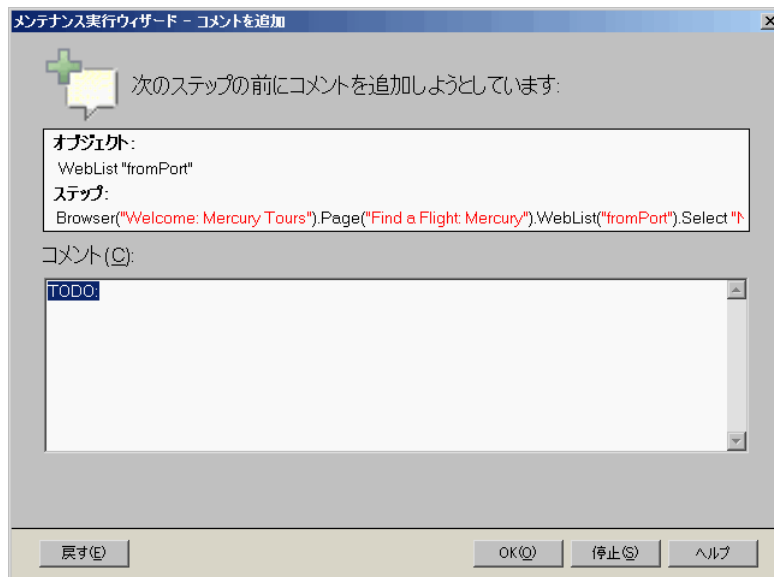 メンテナンス実行ウィザード - コメントを追加
次のステップの前にコメントを追加しようとしています:
オブジェクト:
WebList "fromPort"
ステップ:
Browser("Welcome: Mercury Tours").Page("Find a Flight: Mercury").WebList("fromPort").Select "N
コメント(C):
TODO:
戻す(E) OK(O) 停止(S) ヘルプ